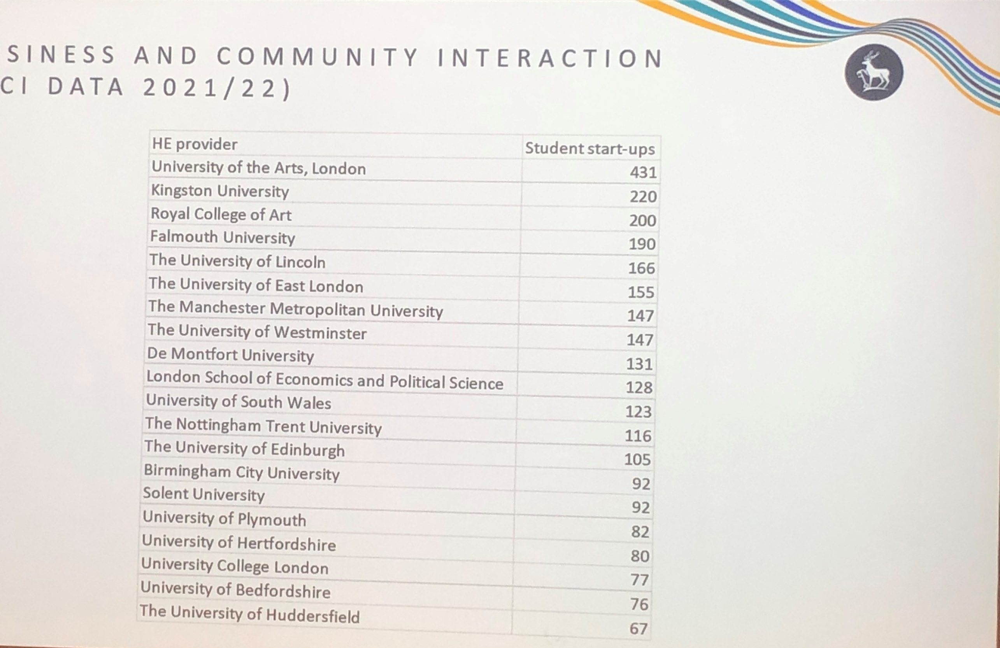 SINESS AND COMMUNITY INTERACTION
CI DATA 2021/22)
HE provider Student start-ups
University of the Arts, London 431
Kingston University 220
Royal College of Art 200
Falmouth University 190
The University of Lincoln 166
The University of East London 155
The Manchester Metropolitan University 147
The University of Westminster 147
De Montfort University 131
London School of Economics and Political Science 128
University of South Wales 123
The Nottingham Trent University 116
The University of Edinburgh 105
Birmingham City University 92
Solent University 92
University of Plymouth 82
University of Hertfordshire 80
University College London 77
University of Bedfordshire 76
The University of Huddersfield 67